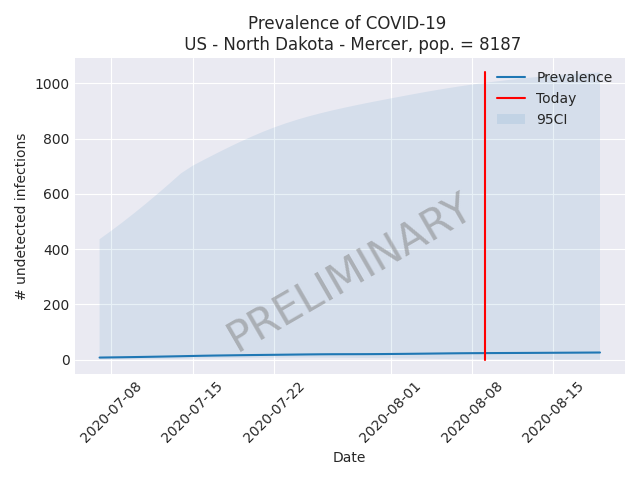 Prevalence of COVID-19
US - North Dakota - Mercer, pop. = 8187
# undetected infections
1000
800
600
400
200
0
Prevalence
Today
95CI
PRELIMINARY
2020-07-08
2020-07-15
2020-07-22
2020-08-01
2020-08-08
2020-08-15
Date